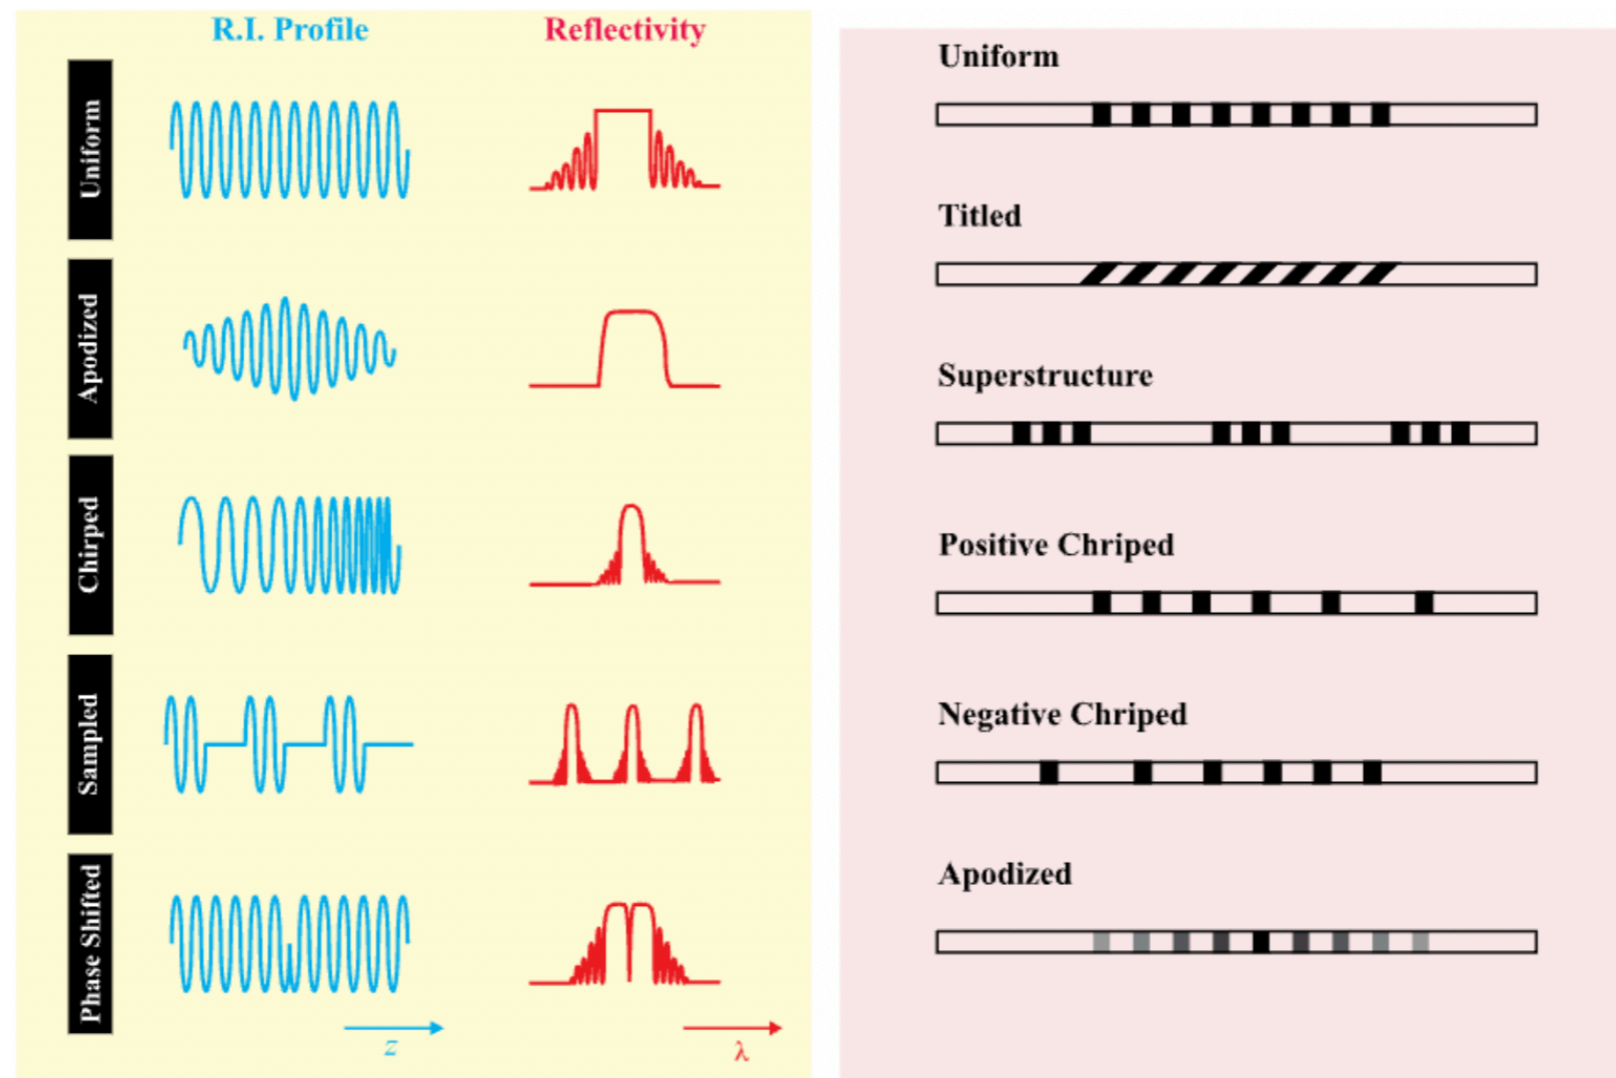 R.I. Profile
Reflectivity
Uniform
Apodized
Chirped
Sampled
Phase Shifted
z
λ
Uniform
Titled
Superstructure
Positive Chriped
Negative Chriped
Apodized